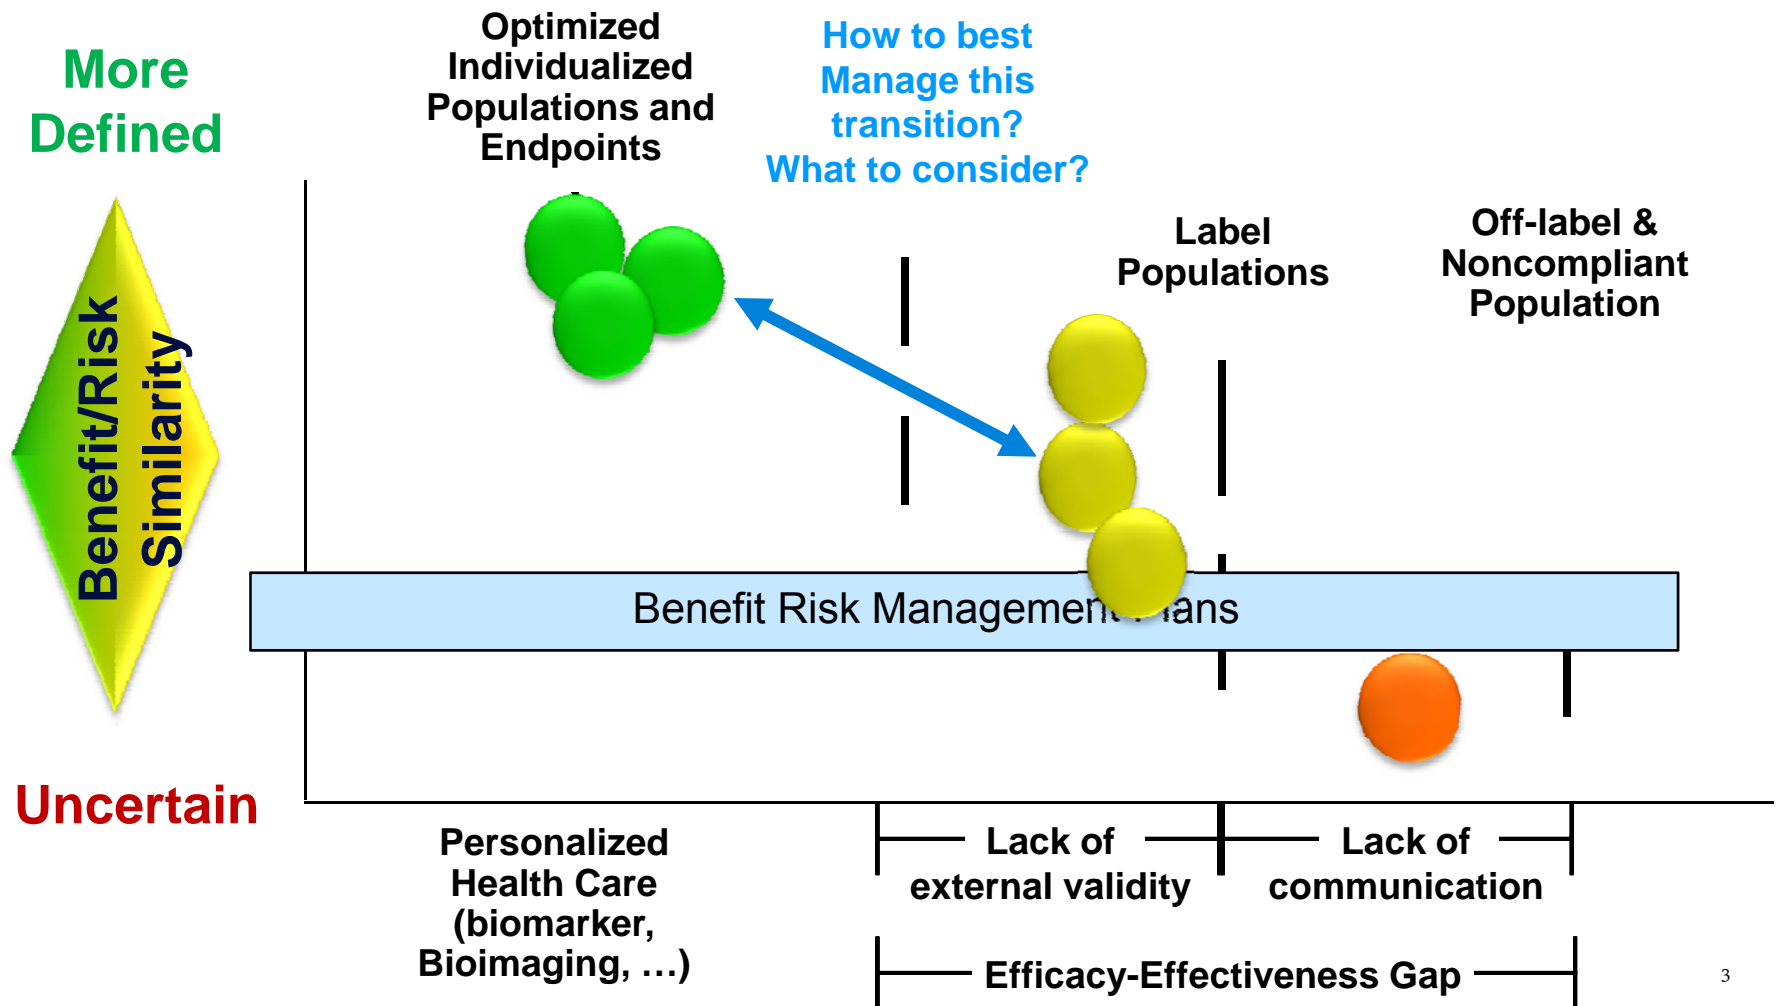 More
Defined
Optimized
Individualized
Populations and
Endpoints
How to best
Manage this
transition?
What to consider?
Label
Populations
Off-label &
Noncompliant
Population
Benefit/Risk
Similarity
Benefit Risk Management Plans
Uncertain
Personalized
Health Care
(biomarker,
Bioimaging, …)
Lack of
external validity
Lack of
communication
Efficacy-Effectiveness Gap
3